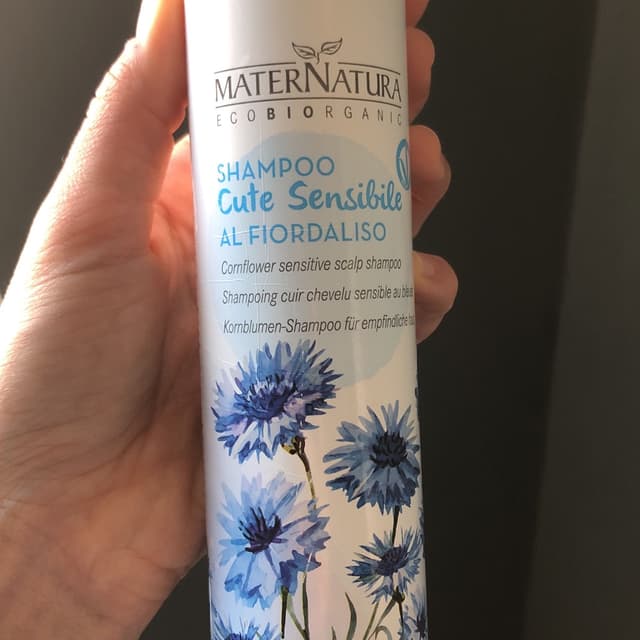 MATERNATURA
ECOBIORGANIC
SHAMPOO
Cute Sensibile
AL FIORDALISO
Cornflower sensitive scalp shampoo
Shampoing cuir chevelu sensible au
Kornblumen-Shampoo für empfindliche